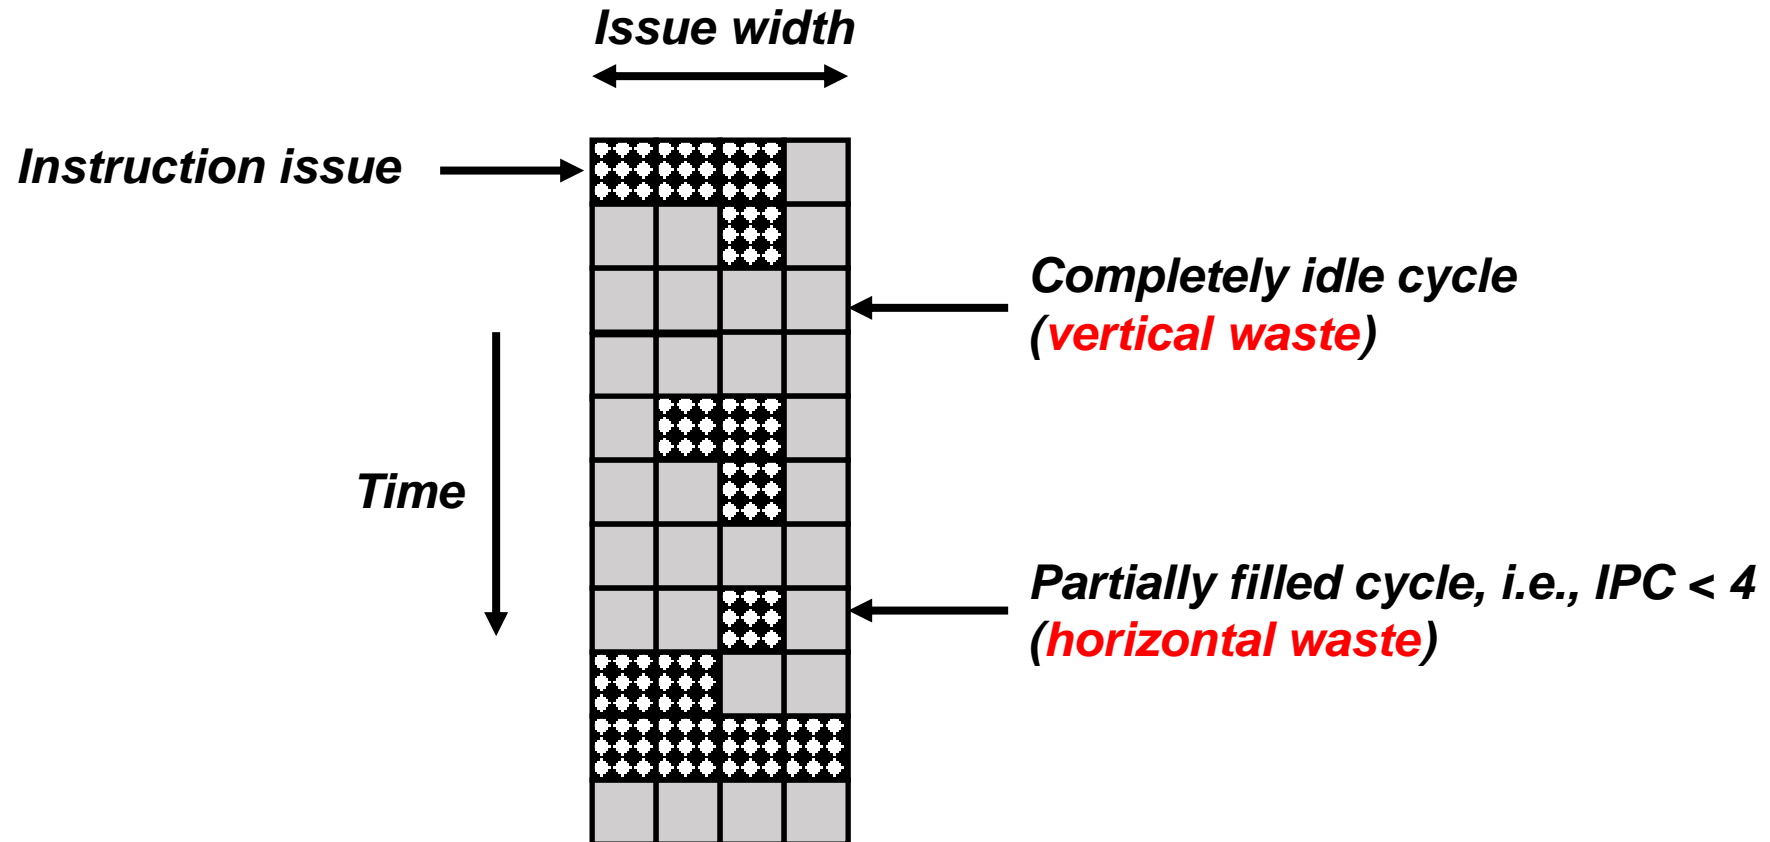 Issue width
Instruction issue
Completely idle cycle
(vertical waste)
Time
Partially filled cycle, i.e., IPC < 4
(horizontal waste)